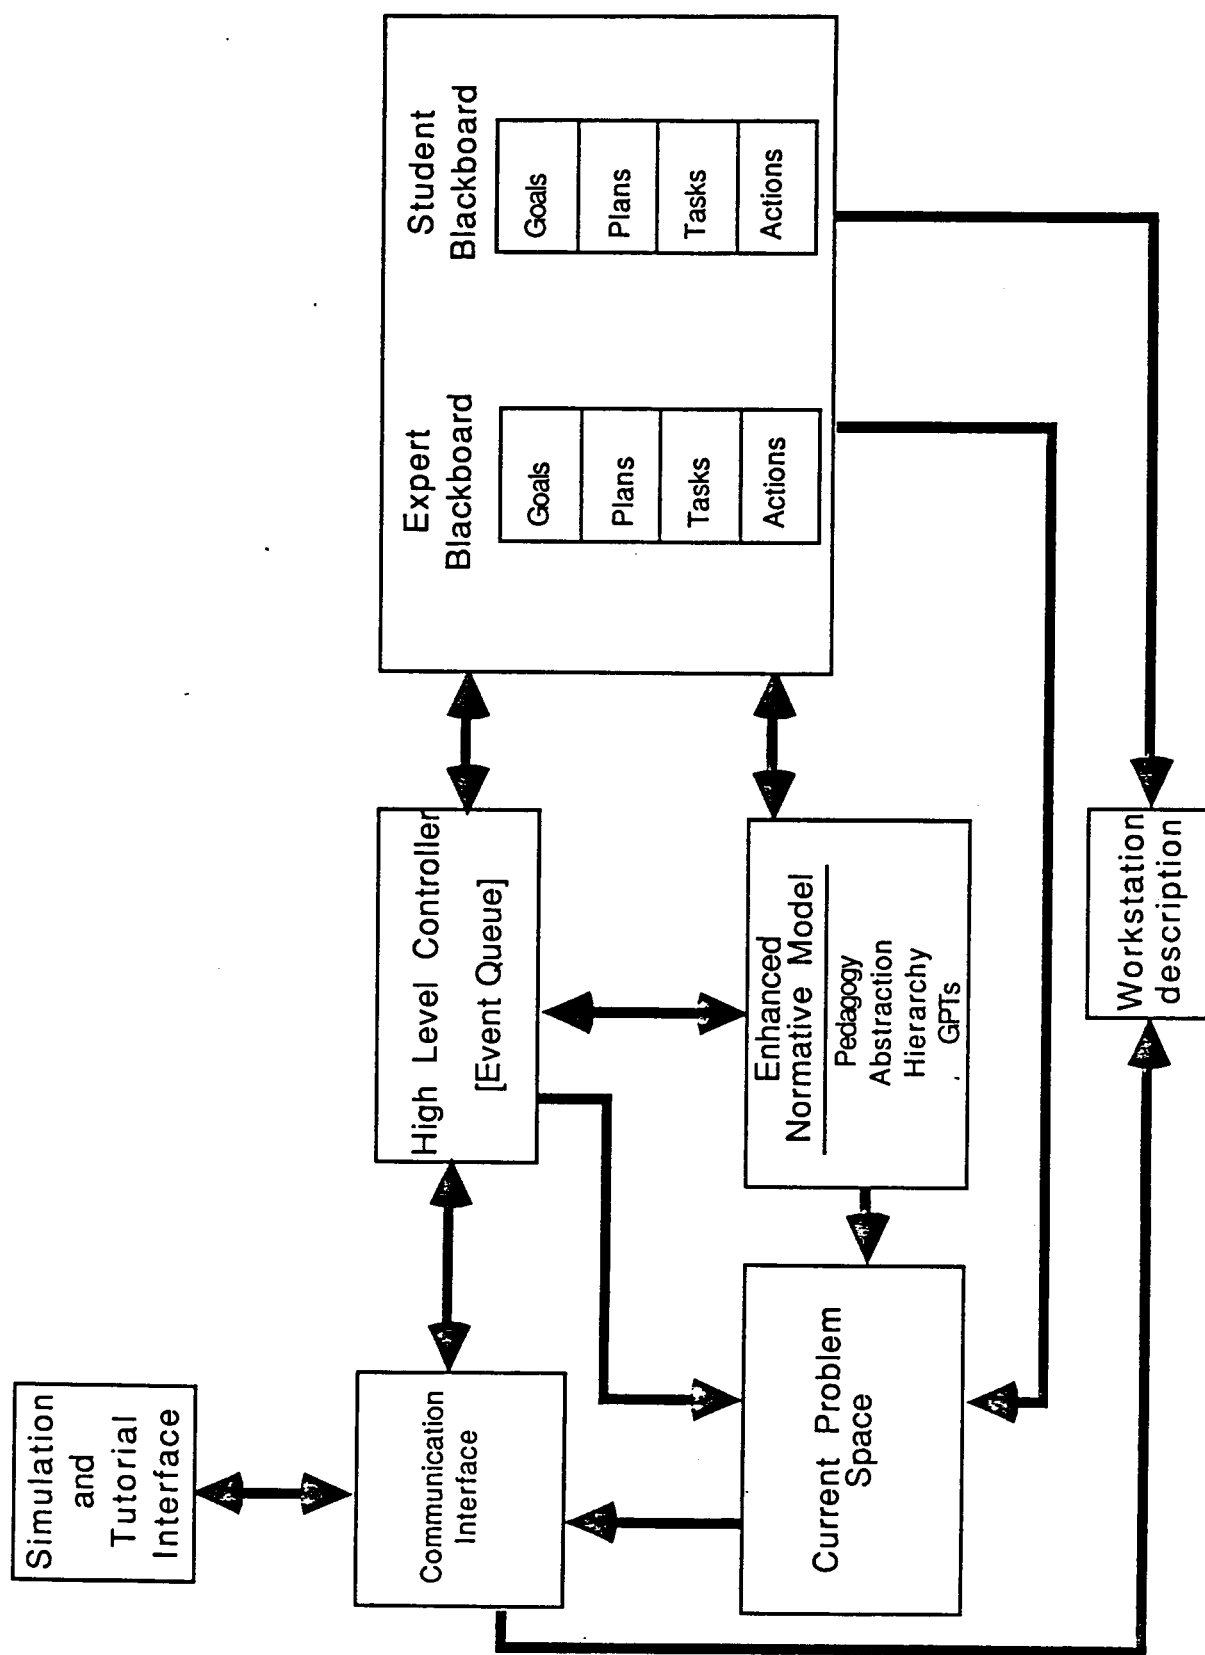 Simulation
and
Tutorial
Interface
Communication
Interface
High Level Controller
[Event Queue]
Expert
Blackboard
Goals
Plans
Tasks
Actions
Student
Blackboard
Goals
Plans
Tasks
Actions
Current Problem
Space
Enhanced
Normative Model
Pedagogy
Abstraction
Hierarchy
GPTs
Workstation
description